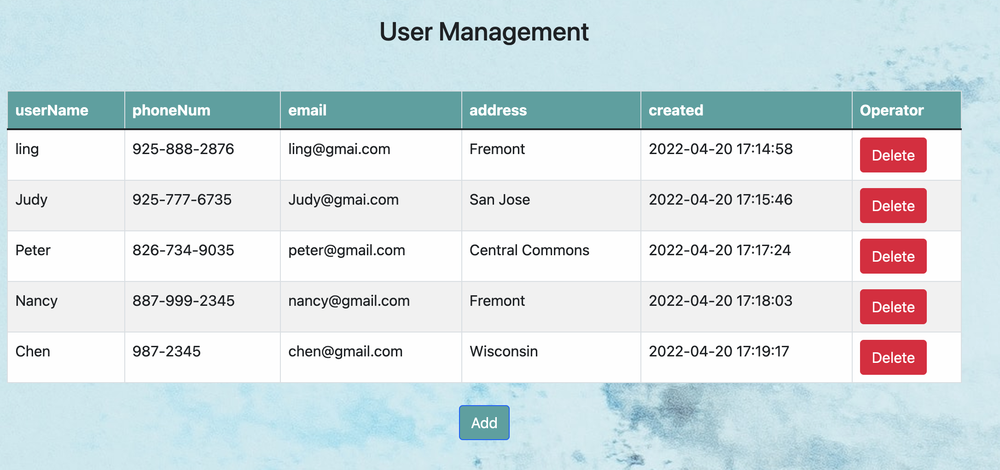 User Management
userName phoneNum email address created Operator
ling 925-888-2876 ling@gmai.com Fremont 2022-04-20 17:14:58 Delete
Judy 925-777-6735 Judy@gmai.com San Jose 2022-04-20 17:15:46 Delete
Peter 826-734-9035 peter@gmail.com Central Commons 2022-04-20 17:17:24 Delete
Nancy 887-999-2345 nancy@gmail.com Fremont 2022-04-20 17:18:03 Delete
Chen 987-2345 chen@gmail.com Wisconsin 2022-04-20 17:19:17 Delete
Add